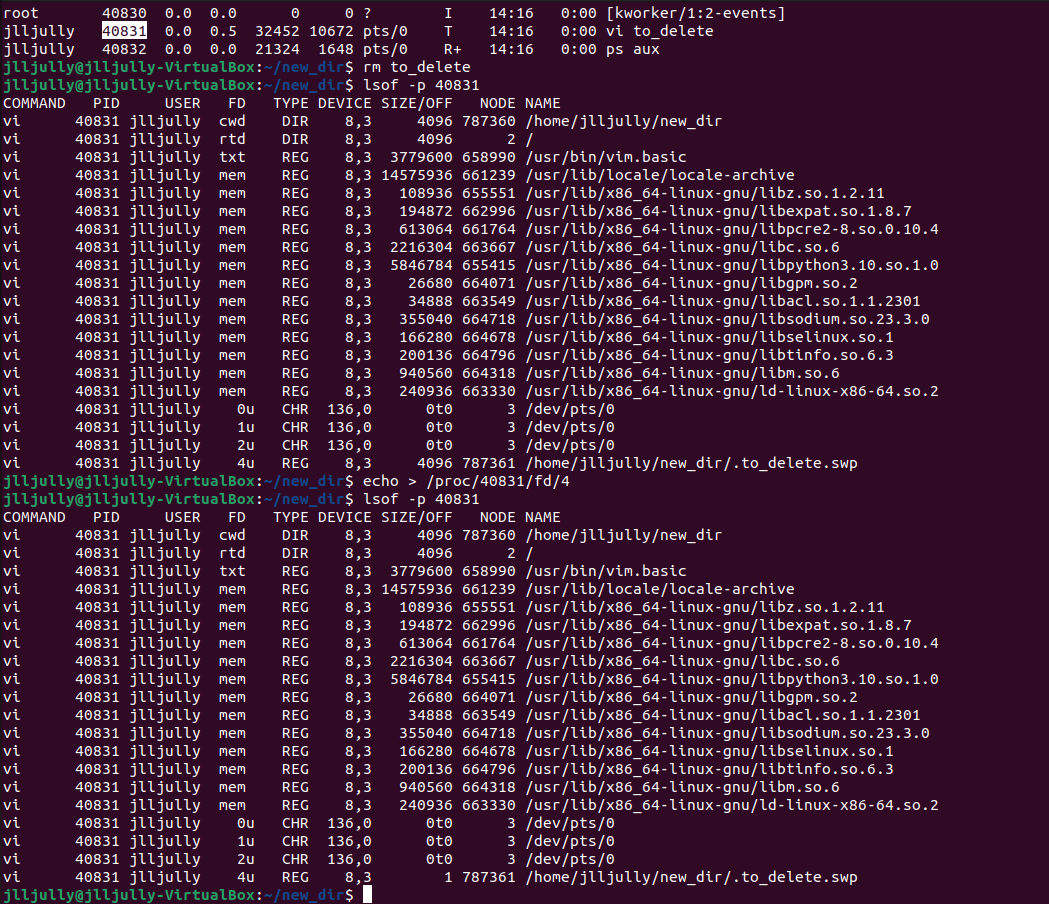 root       40830  0.0  0.0      0     0 ?        I    14:16   0:00 [kworker/1:2-events]
jlljully   40831  0.0  0.5  32452 10672 pts/0    T    14:16   0:00 vi to_delete
jlljully   40832  0.0  0.0  21324  1648 pts/0    R+   14:16   0:00 ps aux
jlljully@jlljully-VirtualBox:~/new_dir$ rm to_delete
jlljully@jlljully-VirtualBox:~/new_dir$ lsof -p 40831
COMMAND   PID     USER   FD   TYPE DEVICE SIZE/OFF   NODE NAME
vi      40831 jlljully  cwd    DIR    8,3     4096 787360 /home/jlljully/new_dir
vi      40831 jlljully  rtd    DIR    8,3     4096      2 /
vi      40831 jlljully  txt    REG    8,3  3779600 658990 /usr/bin/vim.basic
vi      40831 jlljully  mem    REG    8,3 14575936 661239 /usr/lib/locale/locale-archive
vi      40831 jlljully  mem    REG    8,3   108936 655551 /usr/lib/x86_64-linux-gnu/libz.so.1.2.11
vi      40831 jlljully  mem    REG    8,3   194872 662996 /usr/lib/x86_64-linux-gnu/libexpat.so.1.8.7
vi      40831 jlljully  mem    REG    8,3   613064 661764 /usr/lib/x86_64-linux-gnu/libpcre2-8.so.0.10.4
vi      40831 jlljully  mem    REG    8,3  2216304 663667 /usr/lib/x86_64-linux-gnu/libc.so.6
vi      40831 jlljully  mem    REG    8,3  5846784 655415 /usr/lib/x86_64-linux-gnu/libpython3.10.so.1.0
vi      40831 jlljully  mem    REG    8,3    26680 664071 /usr/lib/x86_64-linux-gnu/libgpm.so.2
vi      40831 jlljully  mem    REG    8,3    34888 663549 /usr/lib/x86_64-linux-gnu/libacl.so.1.1.2301
vi      40831 jlljully  mem    REG    8,3   355040 664718 /usr/lib/x86_64-linux-gnu/libsodium.so.23.3.0
vi      40831 jlljully  mem    REG    8,3   166280 664678 /usr/lib/x86_64-linux-gnu/libselinux.so.1
vi      40831 jlljully  mem    REG    8,3   200136 664796 /usr/lib/x86_64-linux-gnu/libtinfo.so.6.3
vi      40831 jlljully  mem    REG    8,3   940560 664318 /usr/lib/x86_64-linux-gnu/libm.so.6
vi      40831 jlljully  mem    REG    8,3   240936 663330 /usr/lib/x86_64-linux-gnu/ld-linux-x86-64.so.2
vi      40831 jlljully    0u   CHR  136,0      0t0      3 /dev/pts/0
vi      40831 jlljully    1u   CHR  136,0      0t0      3 /dev/pts/0
vi      40831 jlljully    2u   CHR  136,0      0t0      3 /dev/pts/0
vi      40831 jlljully    4u   REG    8,3     4096 787361 /home/jlljully/new_dir/.to_delete.swp
jlljully@jlljully-VirtualBox:~/new_dir$ echo > /proc/40831/fd/4
jlljully@jlljully-VirtualBox:~/new_dir$ lsof -p 40831
COMMAND   PID     USER   FD   TYPE DEVICE SIZE/OFF   NODE NAME
vi      40831 jlljully  cwd    DIR    8,3     4096 787360 /home/jlljully/new_dir
vi      40831 jlljully  rtd    DIR    8,3     4096      2 /
vi      40831 jlljully  txt    REG    8,3  3779600 658990 /usr/bin/vim.basic
vi      40831 jlljully  mem    REG    8,3 14575936 661239 /usr/lib/locale/locale-archive
vi      40831 jlljully  mem    REG    8,3   108936 655551 /usr/lib/x86_64-linux-gnu/libz.so.1.2.11
vi      40831 jlljully  mem    REG    8,3   194872 662996 /usr/lib/x86_64-linux-gnu/libexpat.so.1.8.7
vi      40831 jlljully  mem    REG    8,3   613064 661764 /usr/lib/x86_64-linux-gnu/libpcre2-8.so.0.10.4
vi      40831 jlljully  mem    REG    8,3  2216304 663667 /usr/lib/x86_64-linux-gnu/libc.so.6
vi      40831 jlljully  mem    REG    8,3  5846784 655415 /usr/lib/x86_64-linux-gnu/libpython3.10.so.1.0
vi      40831 jlljully  mem    REG    8,3    26680 664071 /usr/lib/x86_64-linux-gnu/libgpm.so.2
vi      40831 jlljully  mem    REG    8,3    34888 663549 /usr/lib/x86_64-linux-gnu/libacl.so.1.1.2301
vi      40831 jlljully  mem    REG    8,3   355040 664718 /usr/lib/x86_64-linux-gnu/libsodium.so.23.3.0
vi      40831 jlljully  mem    REG    8,3   166280 664678 /usr/lib/x86_64-linux-gnu/libselinux.so.1
vi      40831 jlljully  mem    REG    8,3   200136 664796 /usr/lib/x86_64-linux-gnu/libtinfo.so.6.3
vi      40831 jlljully  mem    REG    8,3   940560 664318 /usr/lib/x86_64-linux-gnu/libm.so.6
vi      40831 jlljully  mem    REG    8,3   240936 663330 /usr/lib/x86_64-linux-gnu/ld-linux-x86-64.so.2
vi      40831 jlljully    0u   CHR  136,0      0t0      3 /dev/pts/0
vi      40831 jlljully    1u   CHR  136,0      0t0      3 /dev/pts/0
vi      40831 jlljully    2u   CHR  136,0      0t0      3 /dev/pts/0
vi      40831 jlljully    4u   REG    8,3        1 787361 /home/jlljully/new_dir/.to_delete.swp
jlljully@jlljully-VirtualBox:~/new_dir$